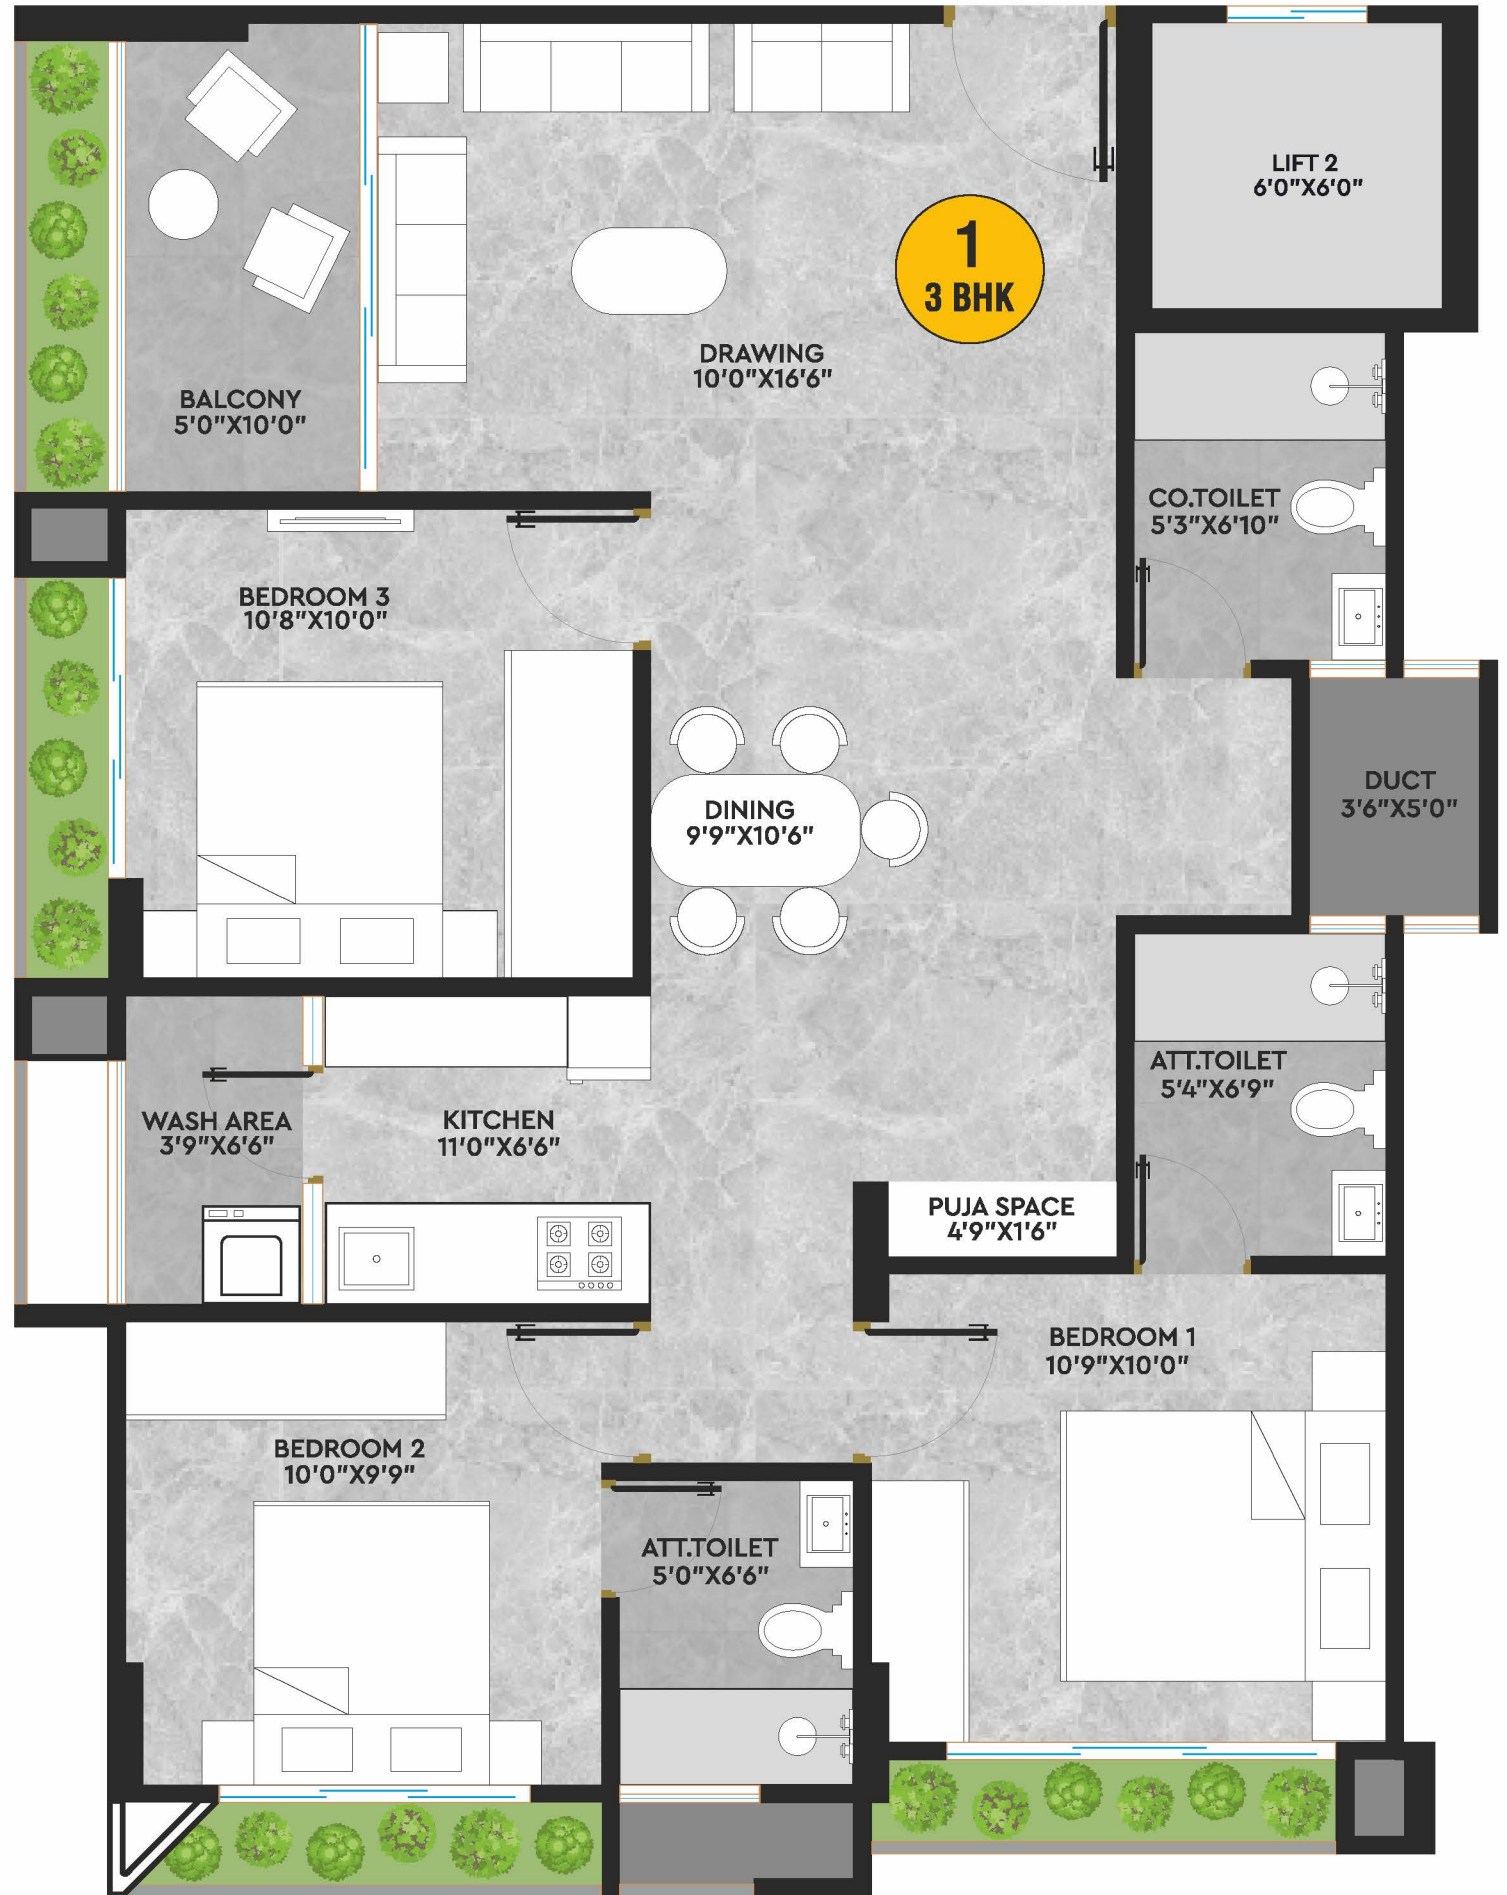 LIFT 2
6'0"X6'0"
1
3 BHK
DRAWING
10'0"X16'6"
BALCONY
5'0"X10'0"
CO.TOILET
5'3"X6'10"
BEDROOM 3
10'8"X10'0"
DINING
9'9"X10'6"
DUCT
3'6"X5'0"
ATT.TOILET
5'4"X6'9"
WASH AREA
3'9"X6'6"
KITCHEN
11'0"X6'6"
PUJA SPACE
4'9"X1'6"
BEDROOM 1
10'9"X10'0"
BEDROOM 2
10'0"X9'9"
ATT.TOILET
5'0"X6'6"